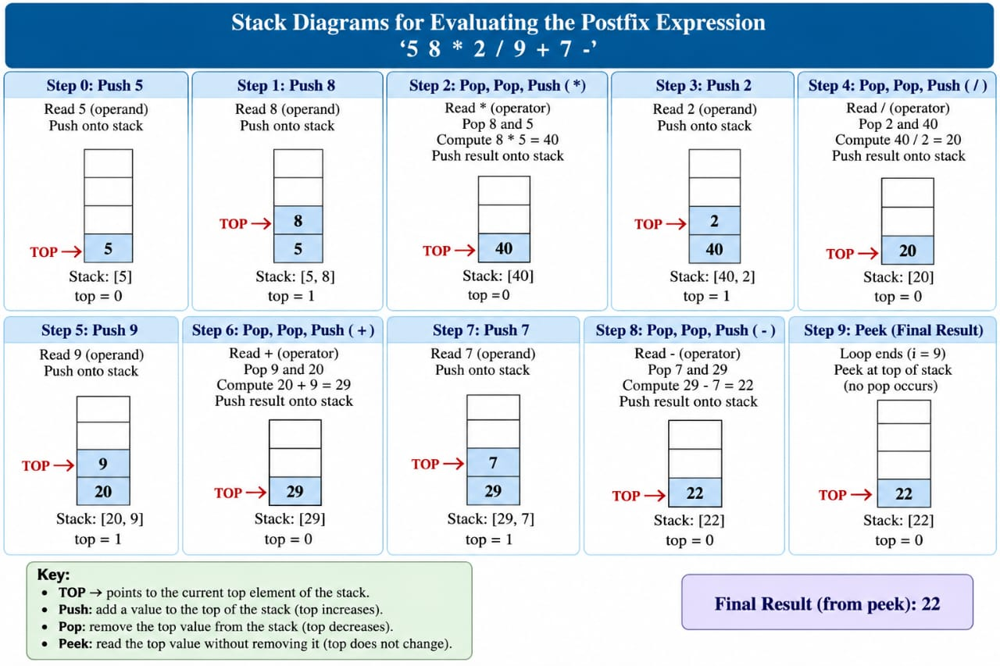 Stack Diagrams for Evaluating the Postfix Expression
‘5 8 * 2 / 9 + 7 -’
Step 0: Push 5
Read 5 (operand)
Push onto stack
TOP →
5
Stack: [5]
top = 0
Step 1: Push 8
Read 8 (operand)
Push onto stack
TOP →
8
5
Stack: [5, 8]
top = 1
Step 2: Pop, Pop, Push ( * )
Read * (operator)
Pop 8 and 5
Compute 8 * 5 = 40
Push result onto stack
TOP →
40
Stack: [40]
top =0
Step 3: Push 2
Read 2 (operand)
Push onto stack
TOP →
2
40
Stack: [40, 2]
top = 1
Step 4: Pop, Pop, Push ( / )
Read / (operator)
Pop 2 and 40
Compute 40 / 2 = 20
Push result onto stack
TOP →
20
Stack: [20]
top = 0
Step 5: Push 9
Read 9 (operand)
Push onto stack
TOP →
9
20
Stack: [20, 9]
top = 1
Step 6: Pop, Pop, Push ( + )
Read + (operator)
Pop 9 and 20
Compute 20 + 9 = 29
Push result onto stack
TOP →
29
Stack: [29]
top = 0
Step 7: Push 7
Read 7 (operand)
Push onto stack
TOP →
7
29
Stack: [29, 7]
top = 1
Step 8: Pop, Pop, Push ( - )
Read - (operator)
Pop 7 and 29
Compute 29 - 7 = 22
Push result onto stack
TOP →
22
Stack: [22]
top = 0
Step 9: Peek (Final Result)
Loop ends (i = 9)
Peek at top of stack
(no pop occurs)
TOP →
22
Stack: [22]
top = 0
Key:
• TOP → points to the current top element of the stack.
• Push: add a value to the top of the stack (top increases).
• Pop: remove the top value from the stack (top decreases).
• Peek: read the top value without removing it (top does not change).
Final Result (from peek): 22